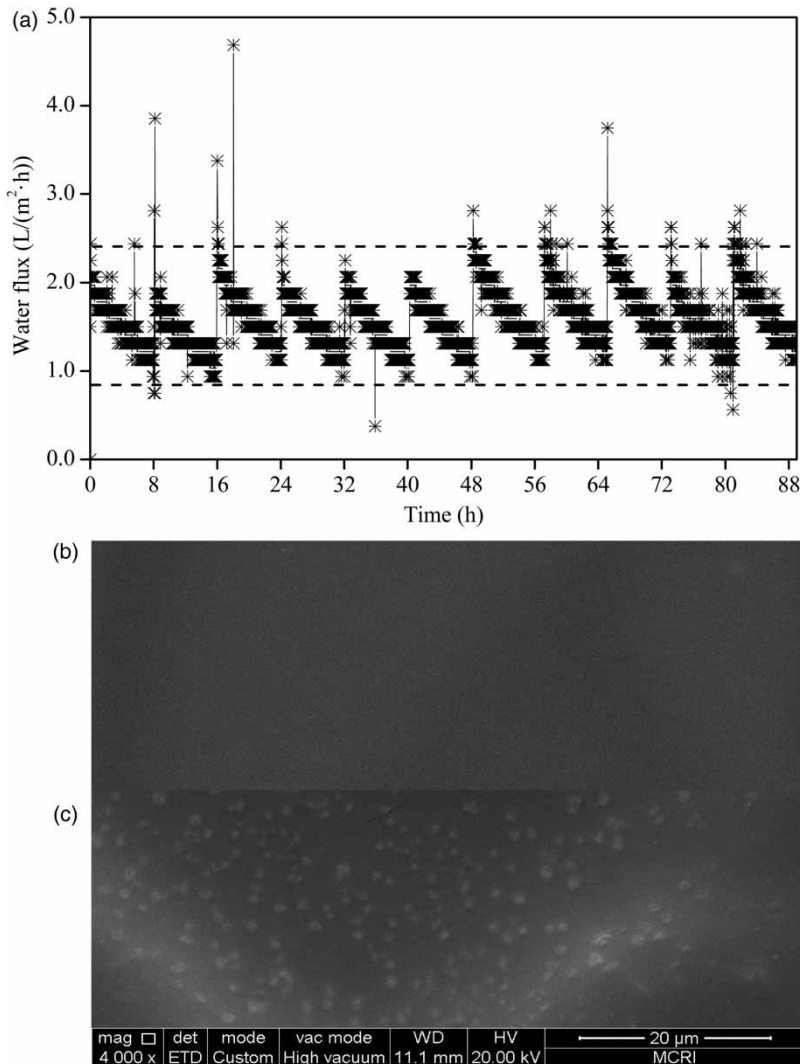 (a)
Water flux (L/(m²·h))
5.0
4.0
3.0
2.0
1.0
0.0
0 8 16 24 32 40 48 56 64 72 80 88
Time (h)
(b)
(c)
mag det mode vac mode WD HV 20 µm
4 000 x ETD Custom High vacuum 11.1 mm 20.00 kV MCRI